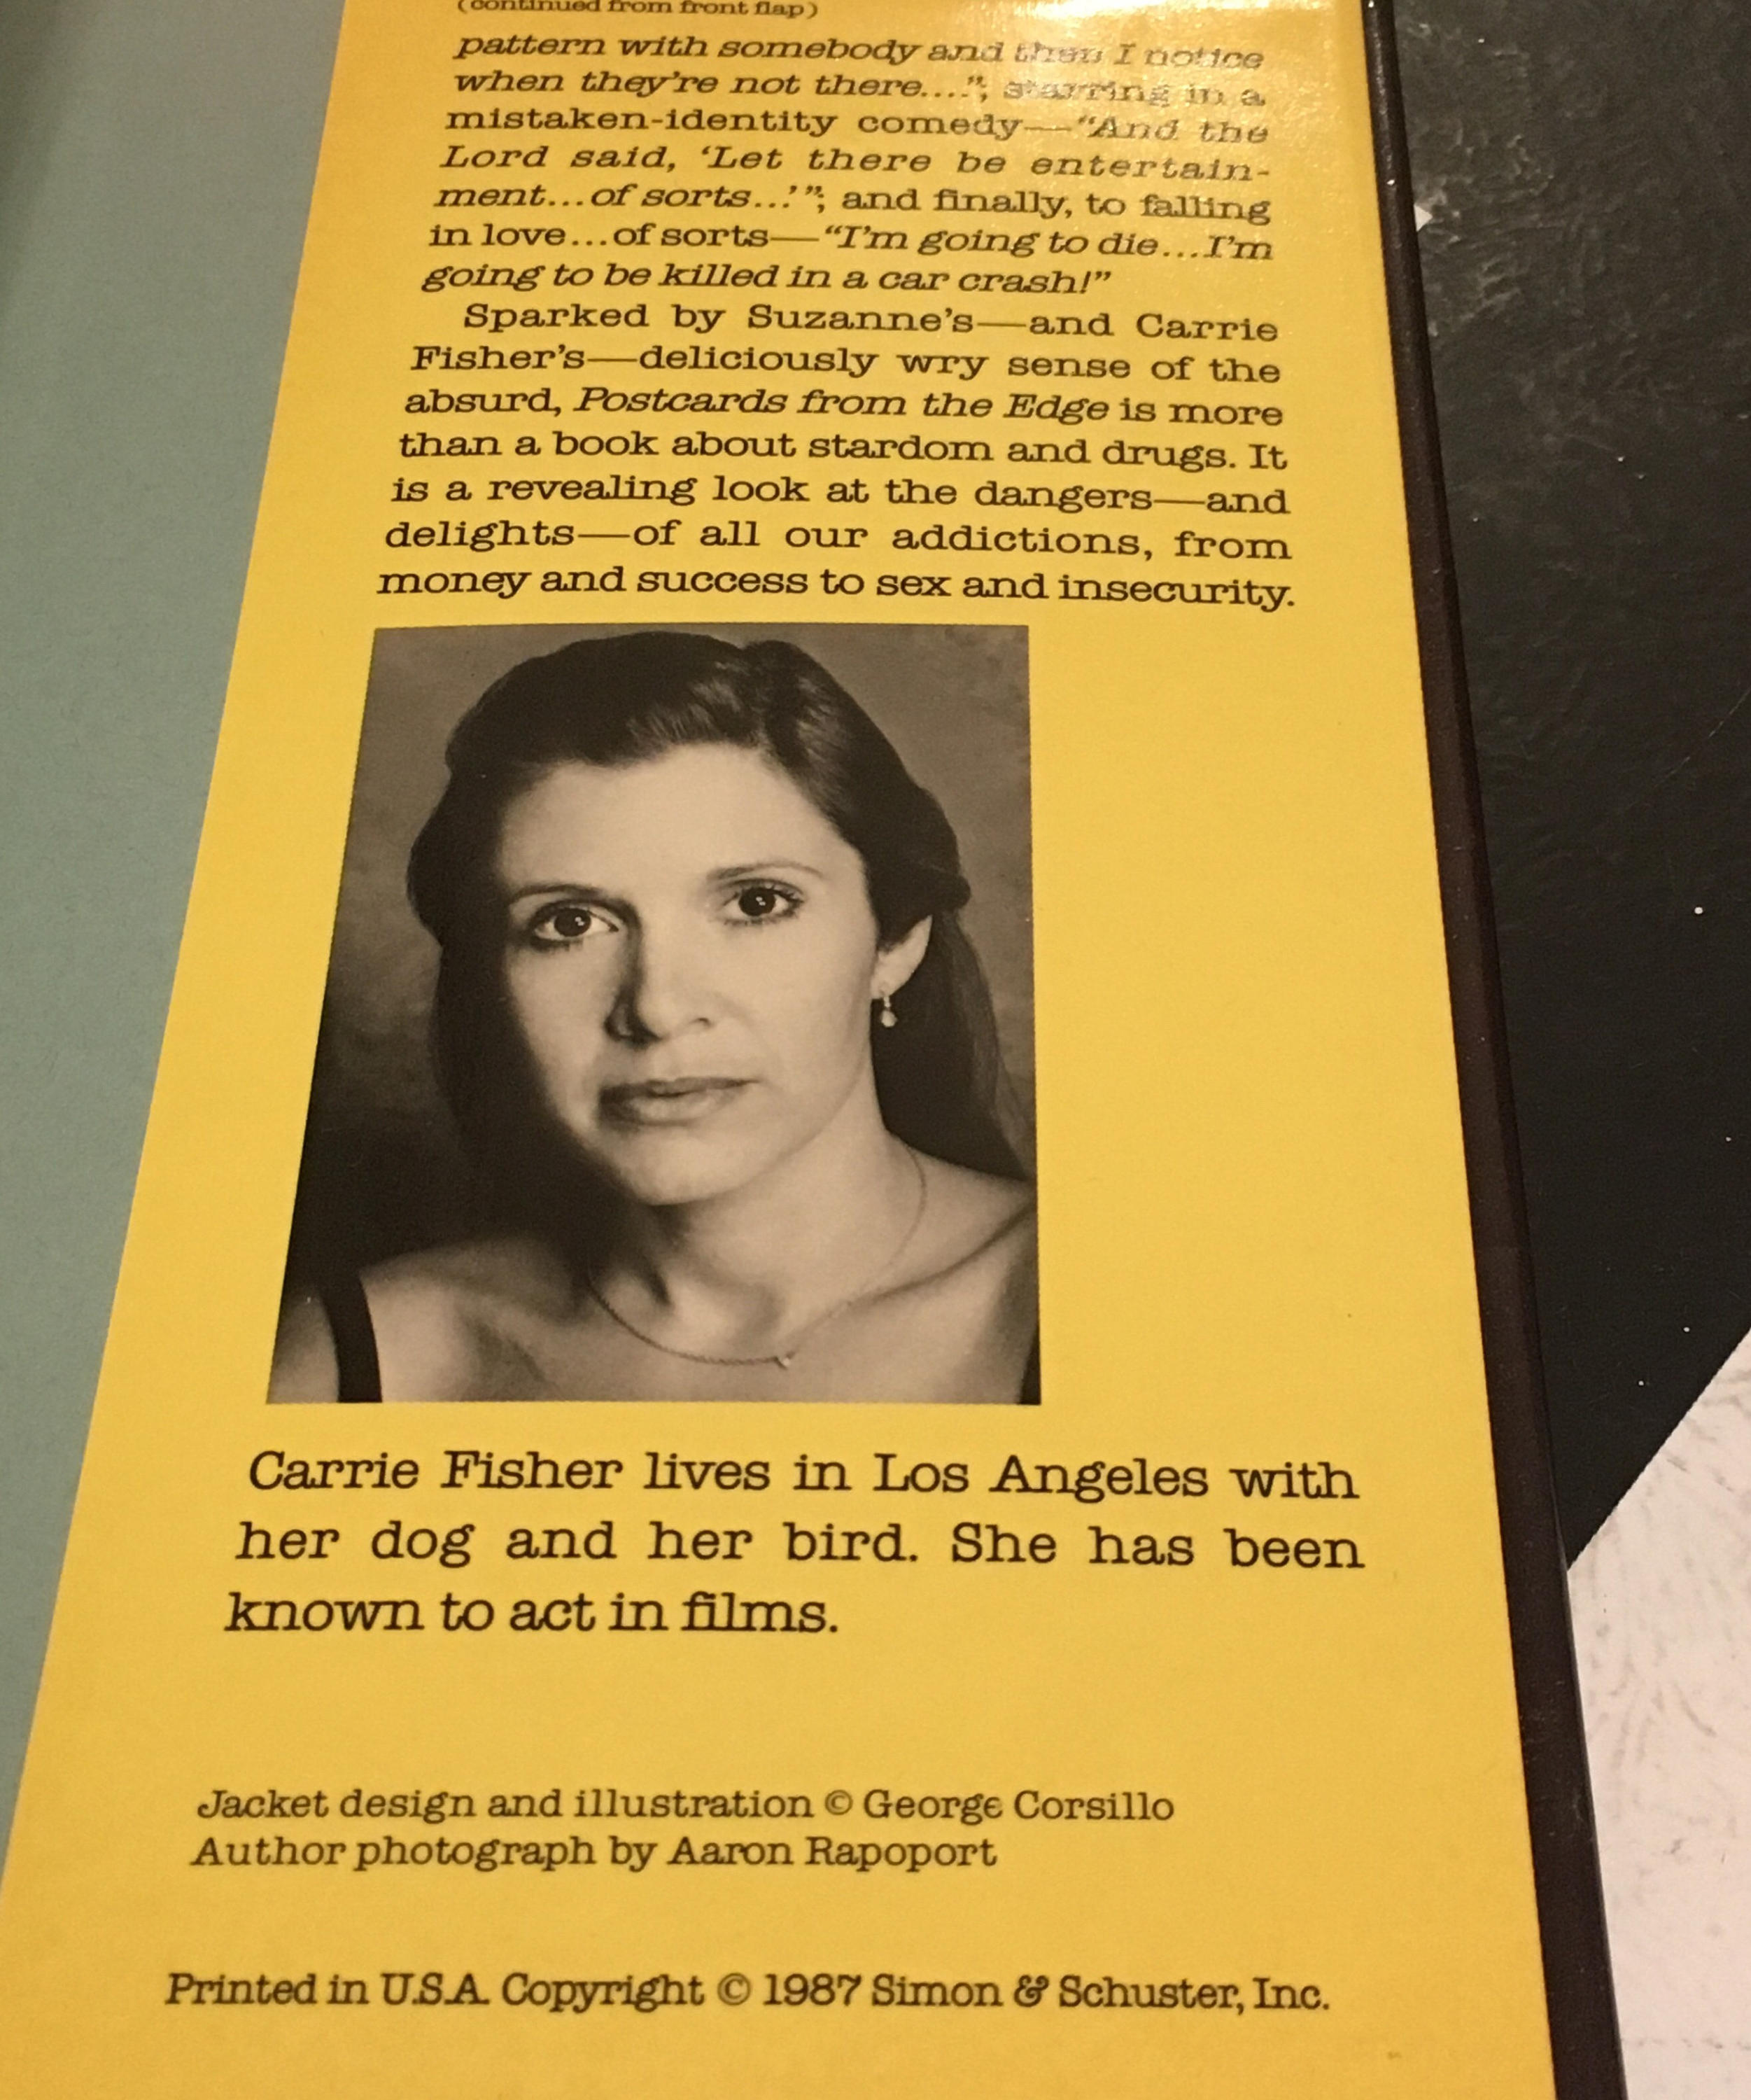 (continued from front flap)
pattern with somebody and then I notice
when they're not there....”; starring in a
mistaken-identity comedy—“And the
Lord said, ‘Let there be entertain-
ment...of sorts...’”; and finally, to falling
in love...of sorts—“I'm going to die...I'm
going to be killed in a car crash!”
Sparked by Suzanne's—and Carrie
Fisher's—deliciously wry sense of the
absurd, Postcards from the Edge is more
than a book about stardom and drugs. It
is a revealing look at the dangers—and
delights—of all our addictions, from
money and success to sex and insecurity.
Carrie Fisher lives in Los Angeles with
her dog and her bird. She has been
known to act in films.
Jacket design and illustration © George Corsillo
Author photograph by Aaron Rapoport
Printed in U.S.A. Copyright © 1987 Simon & Schuster, Inc.